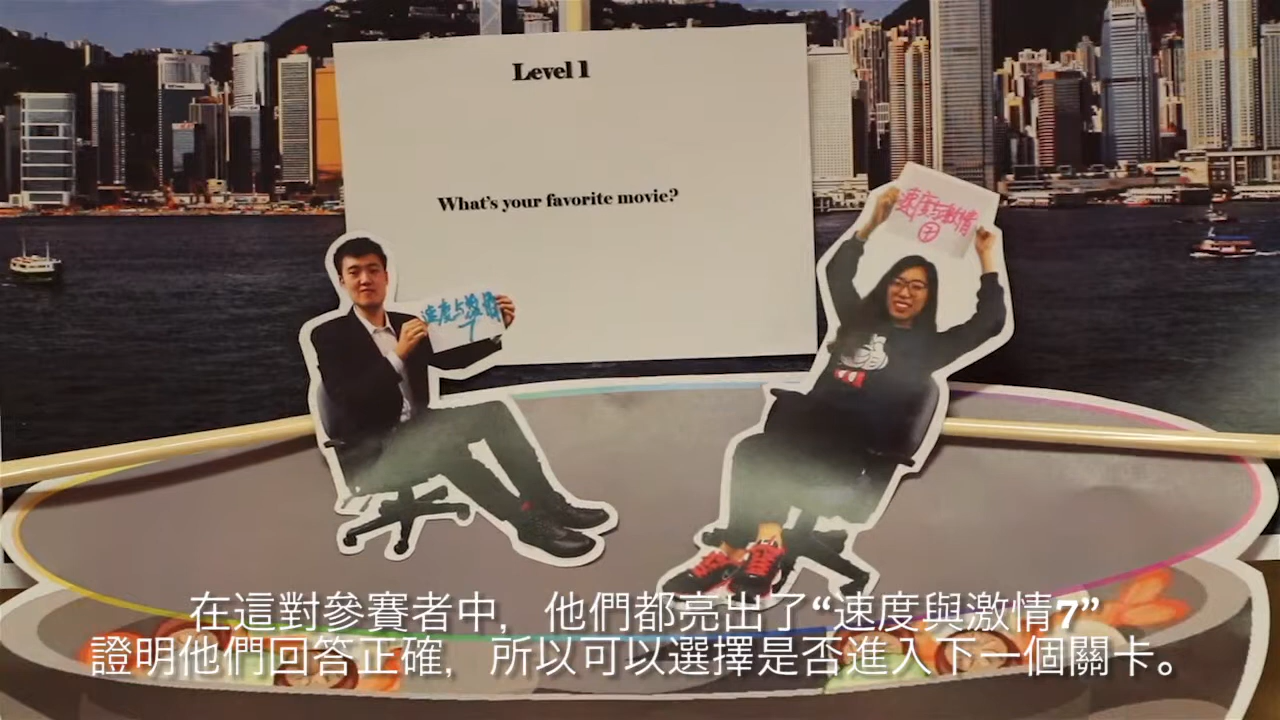 Level 1
What's your favorite movie?
速度与激情
7
速度与激情
7
在這對參賽者中，他們都亮出了“速度與激情7”
證明他們回答正確，所以可以選擇是否進入下一個關卡。